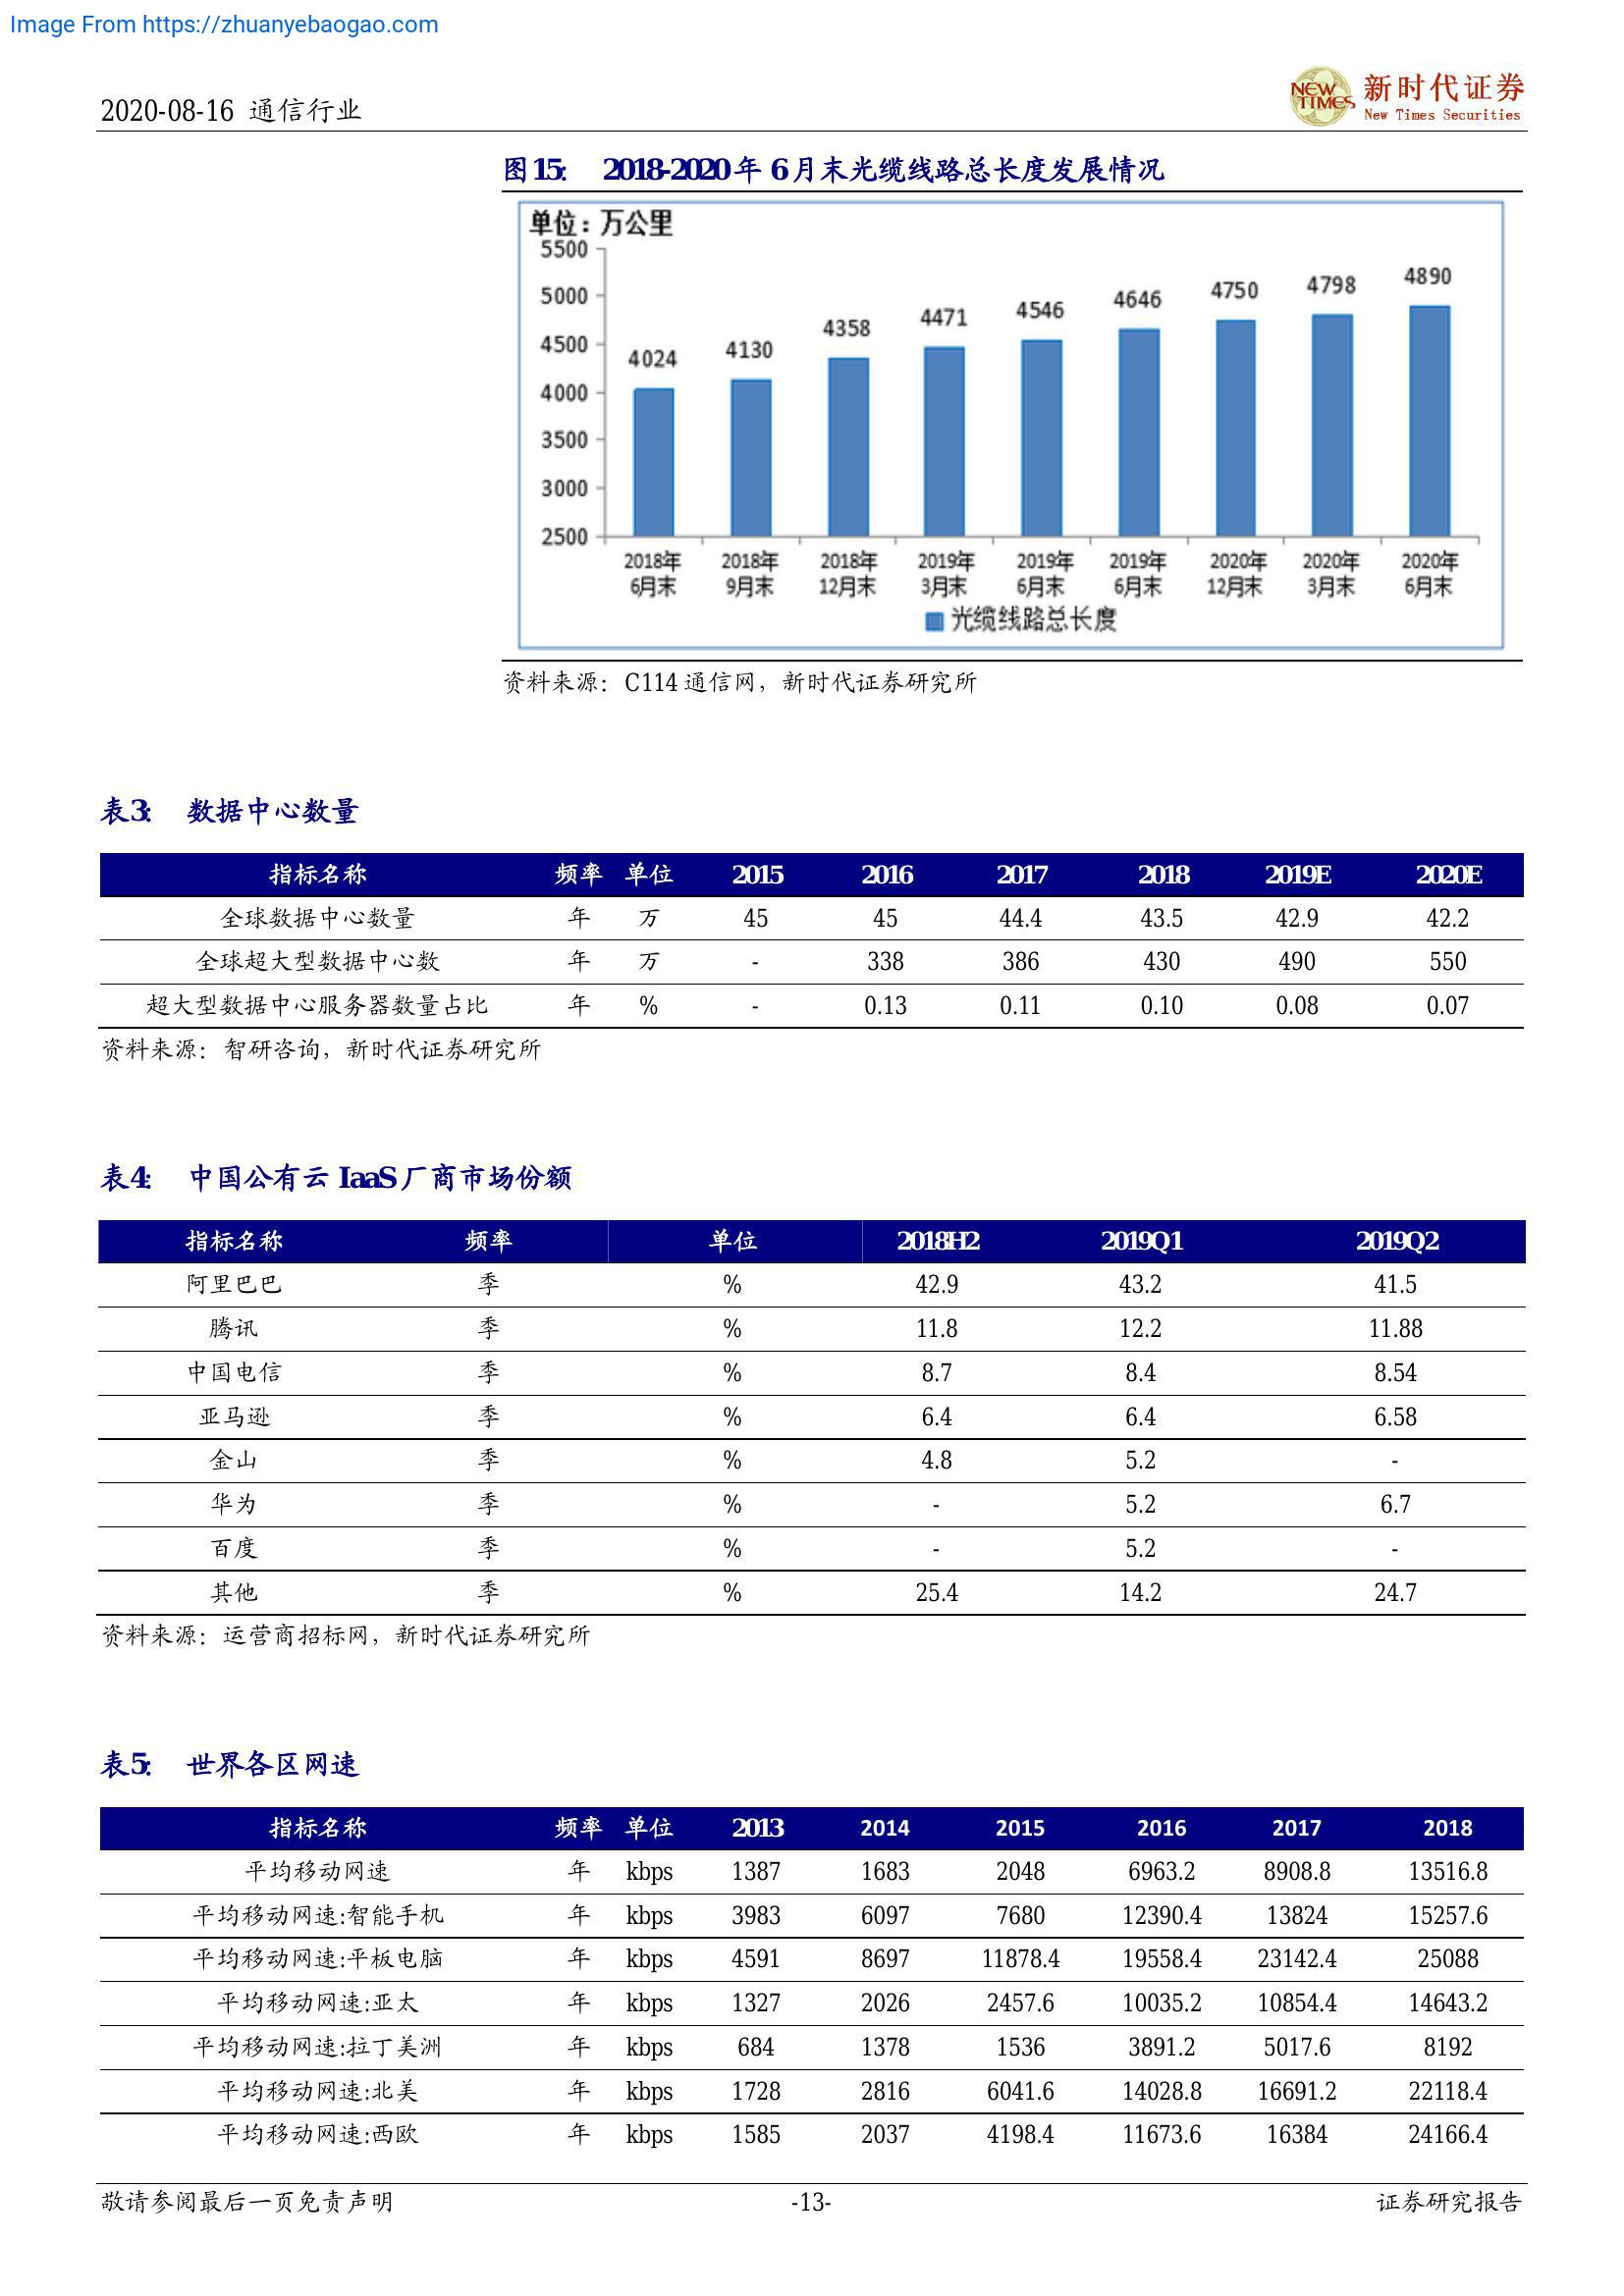 Image From https://zhuanyebaogao.com
2020-08-16 通信行业
NEW TIMES 新时代证券
New Times Securities
图15: 2018-2020年6月末光缆线路总长度发展情况
单位：万公里
5500
5000
4500
4000
3500
3000
2500
4024 4130 4358 4471 4546 4646 4750 4798 4890
2018年 2018年 2018年 2019年 2019年 2019年 2020年 2020年 2020年
6月末 9月末 12月末 3月末 6月末 6月末 12月末 3月末 6月末
光缆线路总长度
资料来源：C114通信网，新时代证券研究所
表3: 数据中心数量
指标名称 频率 单位 2015 2016 2017 2018 2019E 2020E
全球数据中心数量 年 万 45 45 44.4 43.5 42.9 42.2
全球超大型数据中心数 年 万 - 338 386 430 490 550
超大型数据中心服务器数量占比 年 % - 0.13 0.11 0.10 0.08 0.07
资料来源：智研咨询，新时代证券研究所
表4: 中国公有云 IaaS厂商市场份额
指标名称 频率 单位 2018H2 2019Q1 2019Q2
阿里巴巴 季 % 42.9 43.2 41.5
腾讯 季 % 11.8 12.2 11.88
中国电信 季 % 8.7 8.4 8.54
亚马逊 季 % 6.4 6.4 6.58
金山 季 % 4.8 5.2 -
华为 季 % - 5.2 6.7
百度 季 % - 5.2 -
其他 季 % 25.4 14.2 24.7
资料来源：运营商招标网，新时代证券研究所
表5: 世界各区网速
指标名称 频率 单位 2013 2014 2015 2016 2017 2018
平均移动网速 年 kbps 1387 1683 2048 6963.2 8908.8 13516.8
平均移动网速:智能手机 年 kbps 3983 6097 7680 12390.4 13824 15257.6
平均移动网速:平板电脑 年 kbps 4591 8697 11878.4 19558.4 23142.4 25088
平均移动网速:亚太 年 kbps 1327 2026 2457.6 10035.2 10854.4 14643.2
平均移动网速:拉丁美洲 年 kbps 684 1378 1536 3891.2 5017.6 8192
平均移动网速:北美 年 kbps 1728 2816 6041.6 14028.8 16691.2 22118.4
平均移动网速:西欧 年 kbps 1585 2037 4198.4 11673.6 16384 24166.4
敬请参阅最后一页免责声明 -13- 证券研究报告